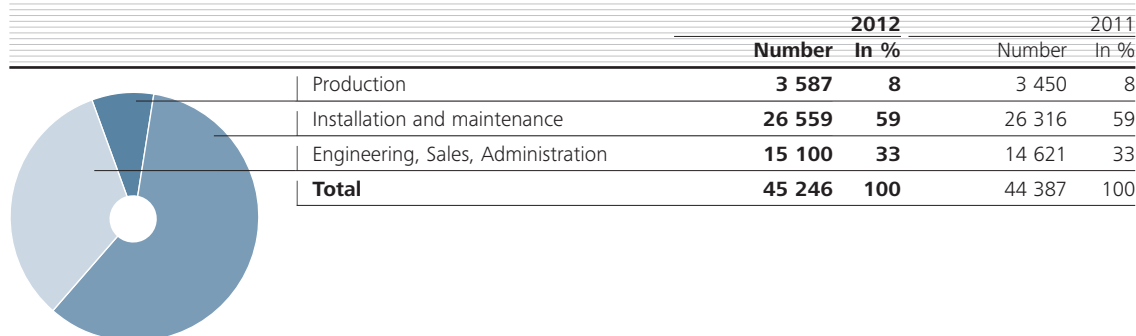 2012 2011
Number In % Number In %
Production 3 587 8 3 450 8
Installation and maintenance 26 559 59 26 316 59
Engineering, Sales, Administration 15 100 33 14 621 33
Total 45 246 100 44 387 100